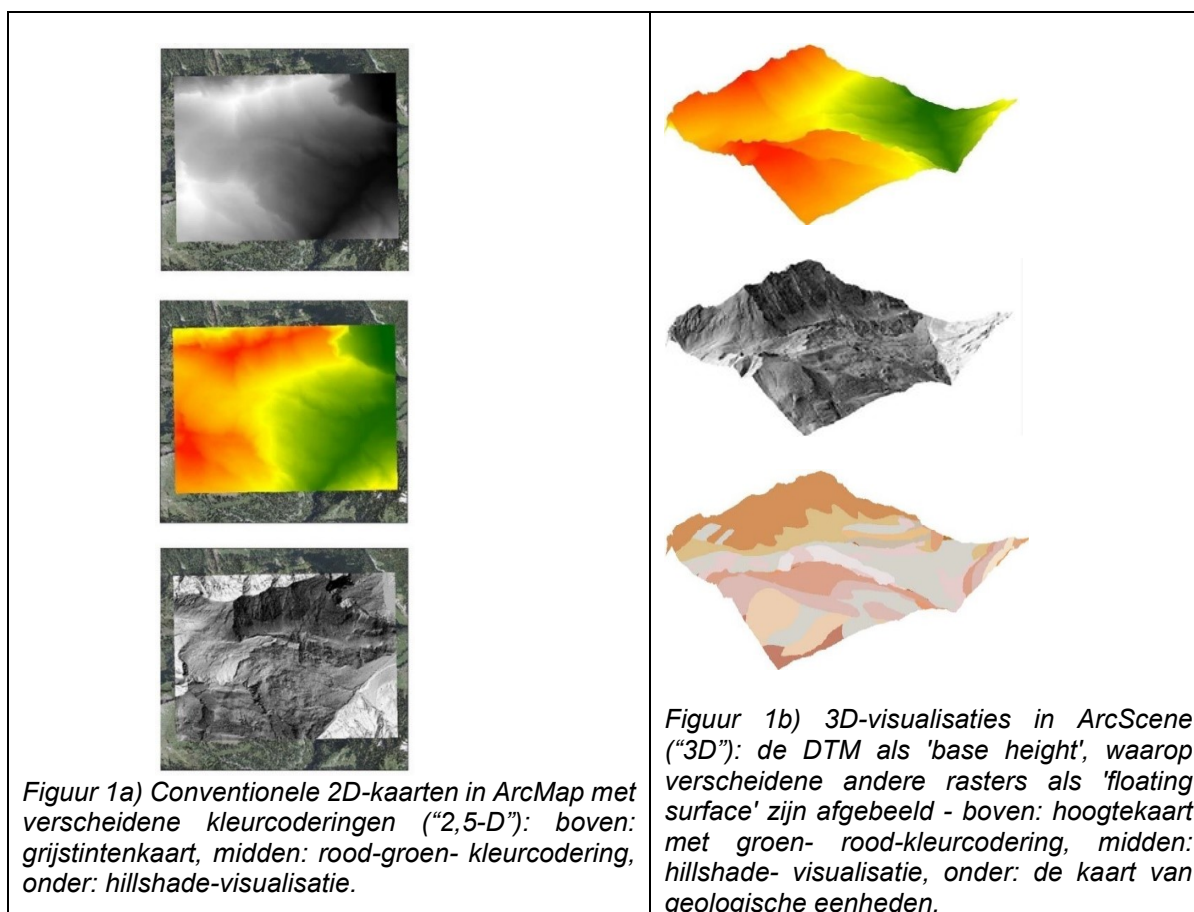 Figuur 1a) Conventionele 2D-kaarten in ArcMap met
verscheidene kleurcoderingen (“2,5-D”): boven:
grijstintenkaart, midden: rood-groen- kleurcodering,
onder: hillshade-visualisatie.
Figuur 1b) 3D-visualisaties in ArcScene
(“3D”): de DTM als 'base height', waarop
verscheidene andere rasters als 'floating
surface' zijn afgebeeld - boven: hoogtekaart
met groen- rood-kleurcodering, midden:
hillshade- visualisatie, onder: de kaart van
geologische eenheden.